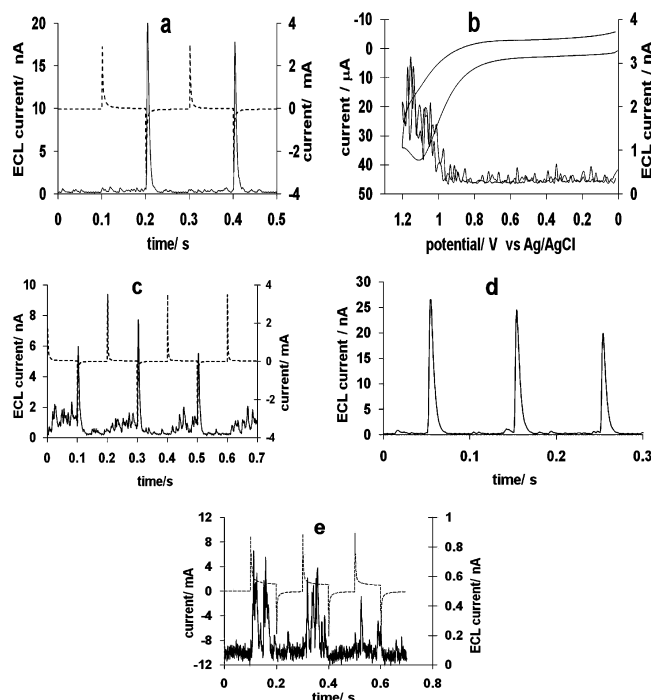 a
20
15
10
5
0
ECL current/ nA
4
2
0
-2
-4
current/ mA
0 0.1 0.2 0.3 0.4 0.5
time/ s
b
-10
0
10
20
30
40
50
current / µA
4
3
2
1
0
ECL current/ nA
1.2 1 0.8 0.6 0.4 0.2 0
potential/ V vs Ag/AgCl
c
10
8
6
4
2
0
ECL current/ nA
4
2
0
-2
-4
current/ mA
0.0 0.1 0.2 0.3 0.4 0.5 0.6 0.7
time/s
d
30
25
20
15
10
5
0
ECL current/ nA
0 0.1 0.2 0.3
time/ s
e
12
8
4
0
-4
-8
-12
current/ mA
1
0.8
0.6
0.4
0.2
0
ECL current/ nA
0 0.2 0.4 0.6 0.8
time/ s